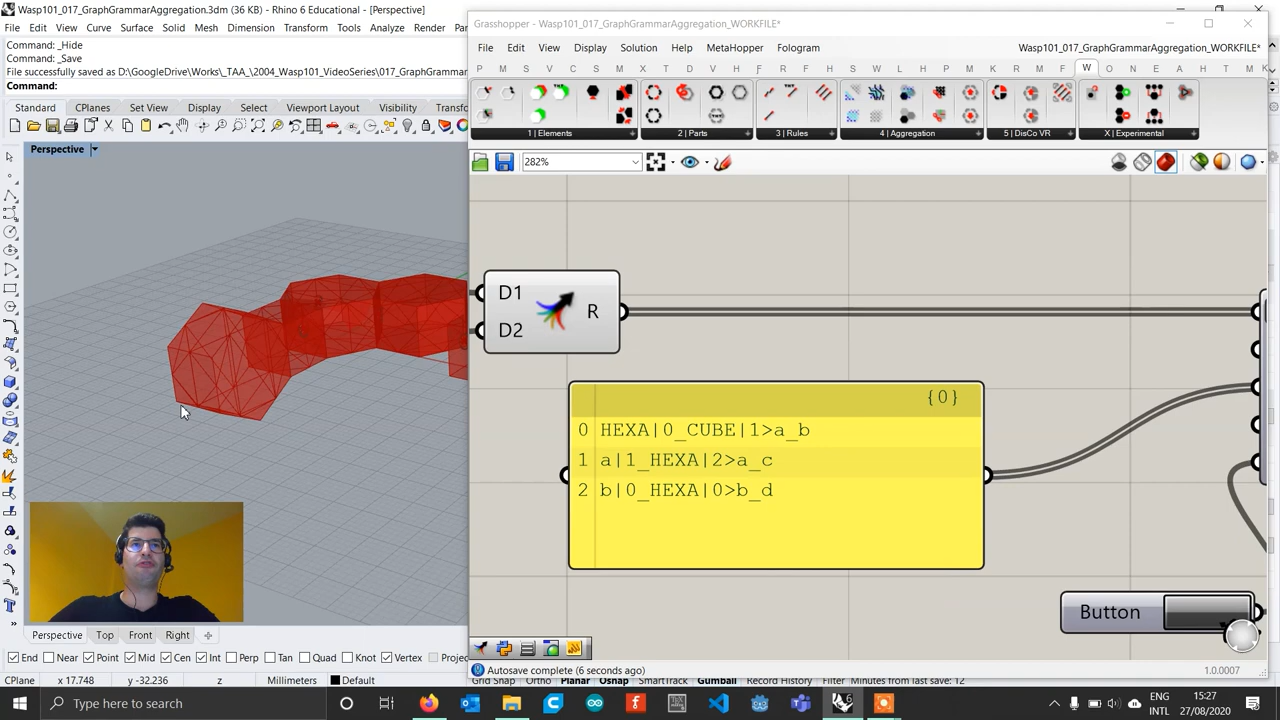 Wasp101_017_GraphGrammarAggregation.3dm (36 KB) - Rhino 6 Educational - [Perspective]
File Edit View Curve Surface Solid Mesh Dimension Transform Tools Analyze Render
Command: _Hide
Command: _Save
File successfully saved as D:\GoogleDrive\Works\_TAA_\2004_Wasp101_VideoSeries\017_GraphGrammar
Command:
Standard CPlanes Set View Display Select Viewport Layout Visibility Transfo
Perspective
Grasshopper - Wasp101_017_GraphGrammarAggregation_WORKFILE*
File Edit View Display Solution Help MetaHopper Fologram
Wasp101_017_GraphGrammarAggregation_WORKFILE*
1 | Elements
2 | Parts
3 | Rules
4 | Aggregation
5 | DisCo VR
X | Experimental
282%
D1
D2
R
{0}
0 HEXA|0_CUBE|1>a_b
1 a|1_HEXA|2>a_c
2 b|0_HEXA|0>b_d
Button
Autosave complete (6 seconds ago)
1.0.0007
Perspective Top Front Right
End Near Point Mid Cen Int Perp Tan Quad Knot Vertex Project
CPlane x 17.748 y -32.236 z Millimeters Default Grid Snap Ortho Planar Osnap SmartTrack Gumball Record History Filter Minutes from last save: 12
Type here to search
ENG
INTL
15:27
27/08/2020